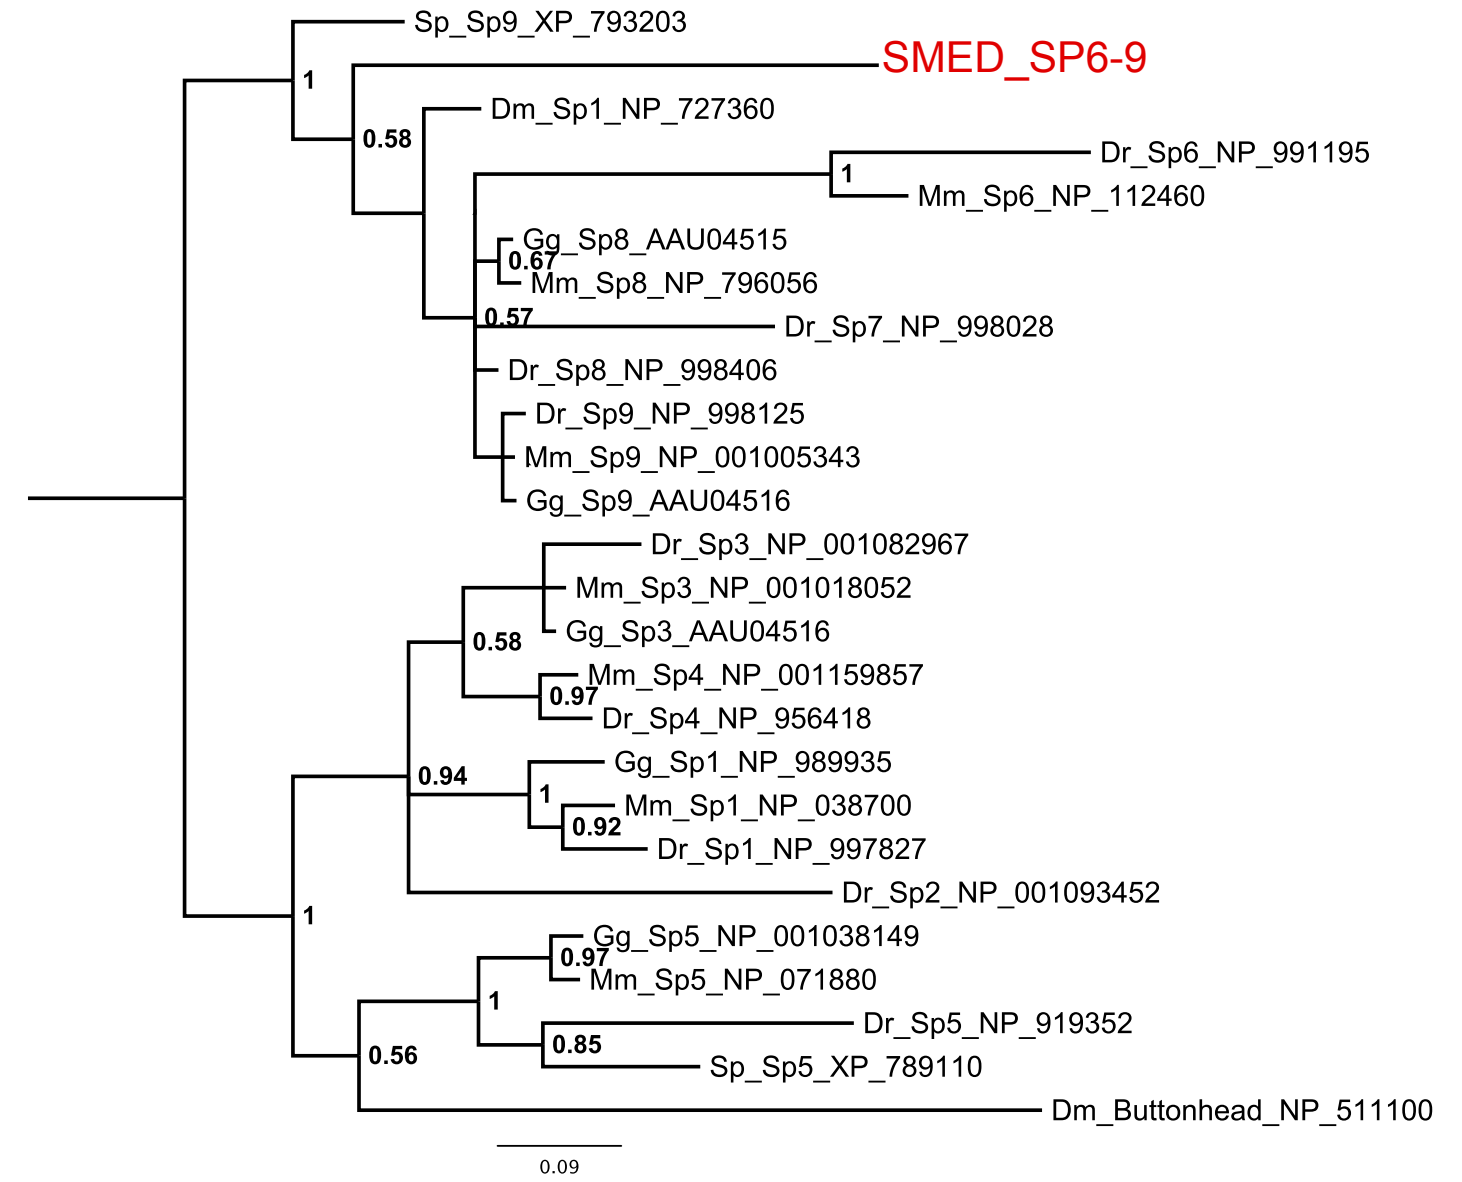 Sp_Sp9_XP_793203
SMED_SP6-9
1
Dm_Sp1_NP_727360
0.58
Dr_Sp6_NP_991195
1
Mm_Sp6_NP_112460
Gg_Sp8_AAU04515
0.67
Mm_Sp8_NP_796056
0.57
Dr_Sp7_NP_998028
Dr_Sp8_NP_998406
Dr_Sp9_NP_998125
Mm_Sp9_NP_001005343
Gg_Sp9_AAU04516
Dr_Sp3_NP_001082967
Mm_Sp3_NP_001018052
Gg_Sp3_AAU04516
0.58
Mm_Sp4_NP_001159857
0.97
Dr_Sp4_NP_956418
Gg_Sp1_NP_989935
0.94
1
Mm_Sp1_NP_038700
0.92
Dr_Sp1_NP_997827
Dr_Sp2_NP_001093452
1
Gg_Sp5_NP_001038149
0.97
Mm_Sp5_NP_071880
1
Dr_Sp5_NP_919352
0.85
0.56
Sp_Sp5_XP_789110
Dm_Buttonhead_NP_511100
0.09